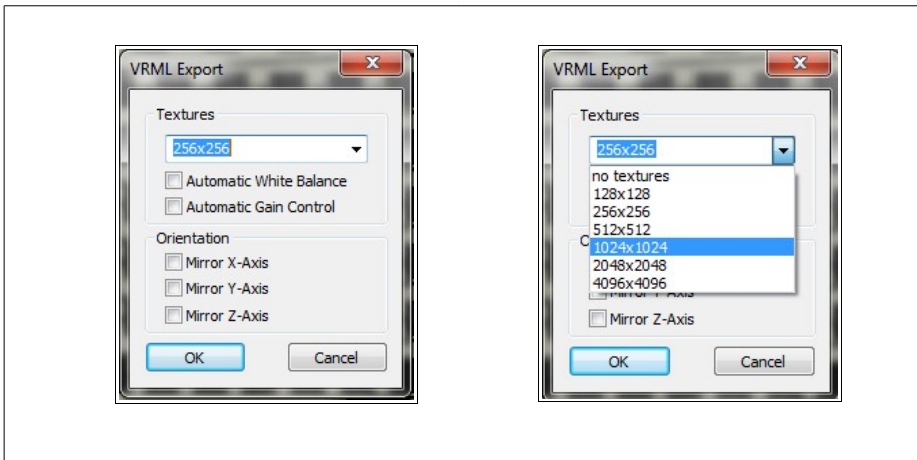 VRML Export
Textures
256x256
Automatic White Balance
Automatic Gain Control
Orientation
Mirror X-Axis
Mirror Y-Axis
Mirror Z-Axis
OK
Cancel
VRML Export
Textures
256x256
no textures
128x128
256x256
512x512
1024x1024
2048x2048
4096x4096
Mirror Z-Axis
OK
Cancel